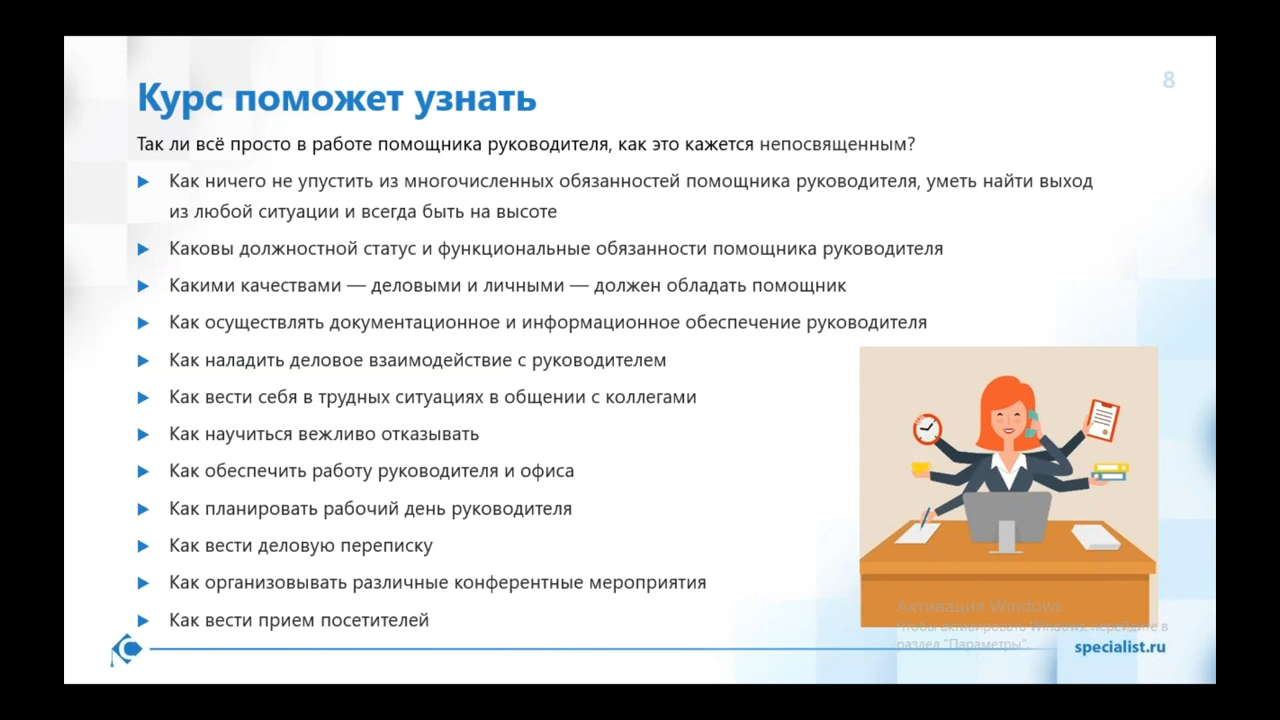 8
Курс поможет узнать
Так ли всё просто в работе помощника руководителя, как это кажется непосвященным?
Как ничего не упустить из многочисленных обязанностей помощника руководителя, уметь найти выход
из любой ситуации и всегда быть на высоте
Каковы должностной статус и функциональные обязанности помощника руководителя
Какими качествами — деловыми и личными — должен обладать помощник
Как осуществлять документационное и информационное обеспечение руководителя
Как наладить деловое взаимодействие с руководителем
Как вести себя в трудных ситуациях в общении с коллегами
Как научиться вежливо отказывать
Как обеспечить работу руководителя и офиса
Как планировать рабочий день руководителя
Как вести деловую переписку
Как организовывать различные конферентные мероприятия
Как вести прием посетителей
Активация Windows
Чтобы активировать Windows, перейдите в
раздел "Параметры".
specialist.ru